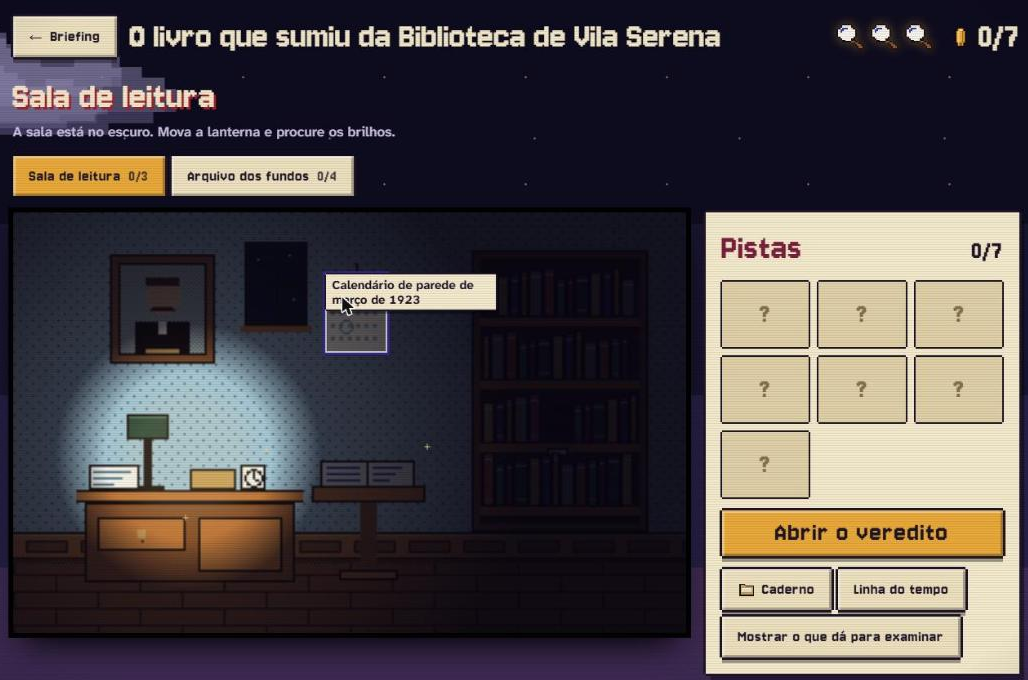 ← Briefing
O livro que sumiu da Biblioteca de Vila Serena
0/7
Sala de leitura
A sala está no escuro. Mova a lanterna e procure os brilhos.
Sala de leitura 0/3
Arquivo dos fundos 0/4
Calendário de parede de
março de 1923
Pistas
0/7
? ? ?
? ? ?
?
Abrir o veredito
Caderno
Linha do tempo
Mostrar o que dá para examinar